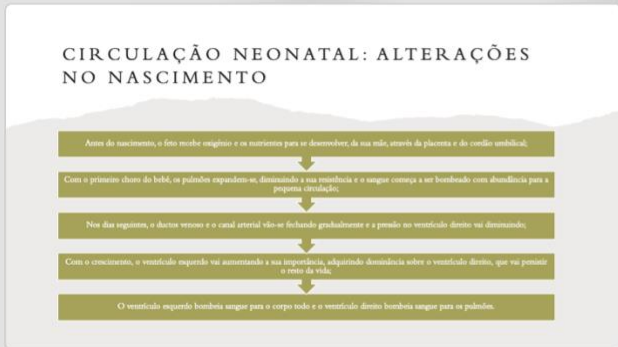 CIRCULAÇÃO NEONATAL: ALTERAÇÕES
NO NASCIMENTO
Antes do nascimento, o feto recebe oxigénio e os nutrientes para se desenvolver, da sua mãe, através da placenta e do cordão umbilical;
Com o primeiro choro do bebé, os pulmões expandem-se, diminuindo a sua resistência e o sangue começa a ser bombeado com abundância para a
pequena circulação;
Nos dias seguintes, o ductos venoso e o canal arterial vão-se fechando gradualmente e a pressão no ventrículo direito vai diminuindo;
Com o crescimento, o ventrículo esquerdo vai aumentando a sua importância, adquirindo dominância sobre o ventrículo direito, que vai persistir
o resto da vida;
O ventrículo esquerdo bombeia sangue para o corpo todo e o ventrículo direito bombeia sangue para os pulmões.